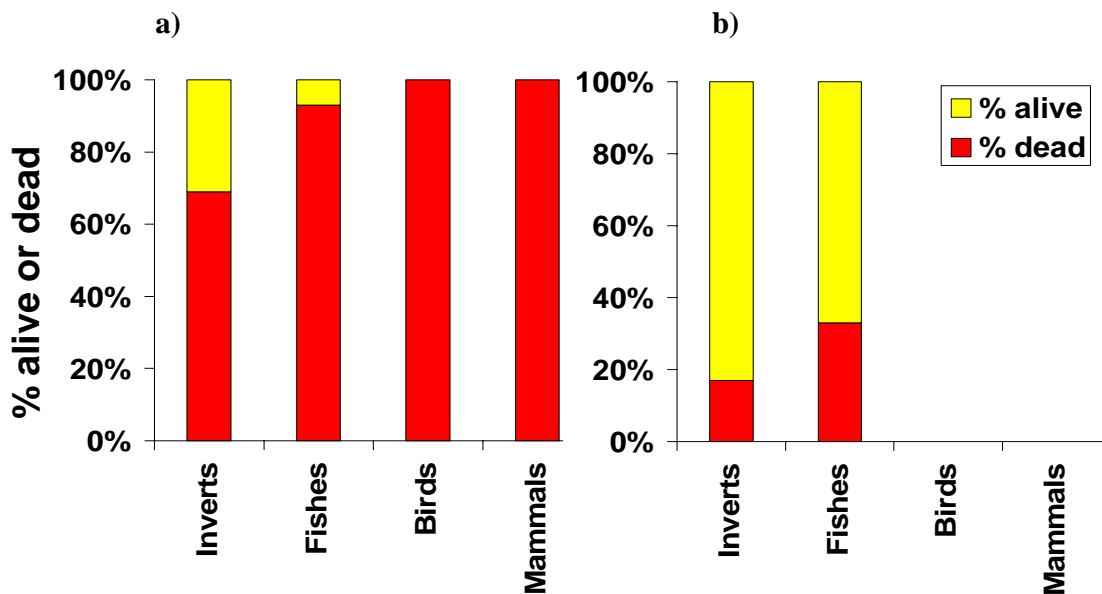 a)
% alive or dead
100%
80%
60%
40%
20%
0%
Inverts
Fishes
Birds
Mammals
b)
100%
80%
60%
40%
20%
0%
Inverts
Fishes
Birds
Mammals
% alive
% dead